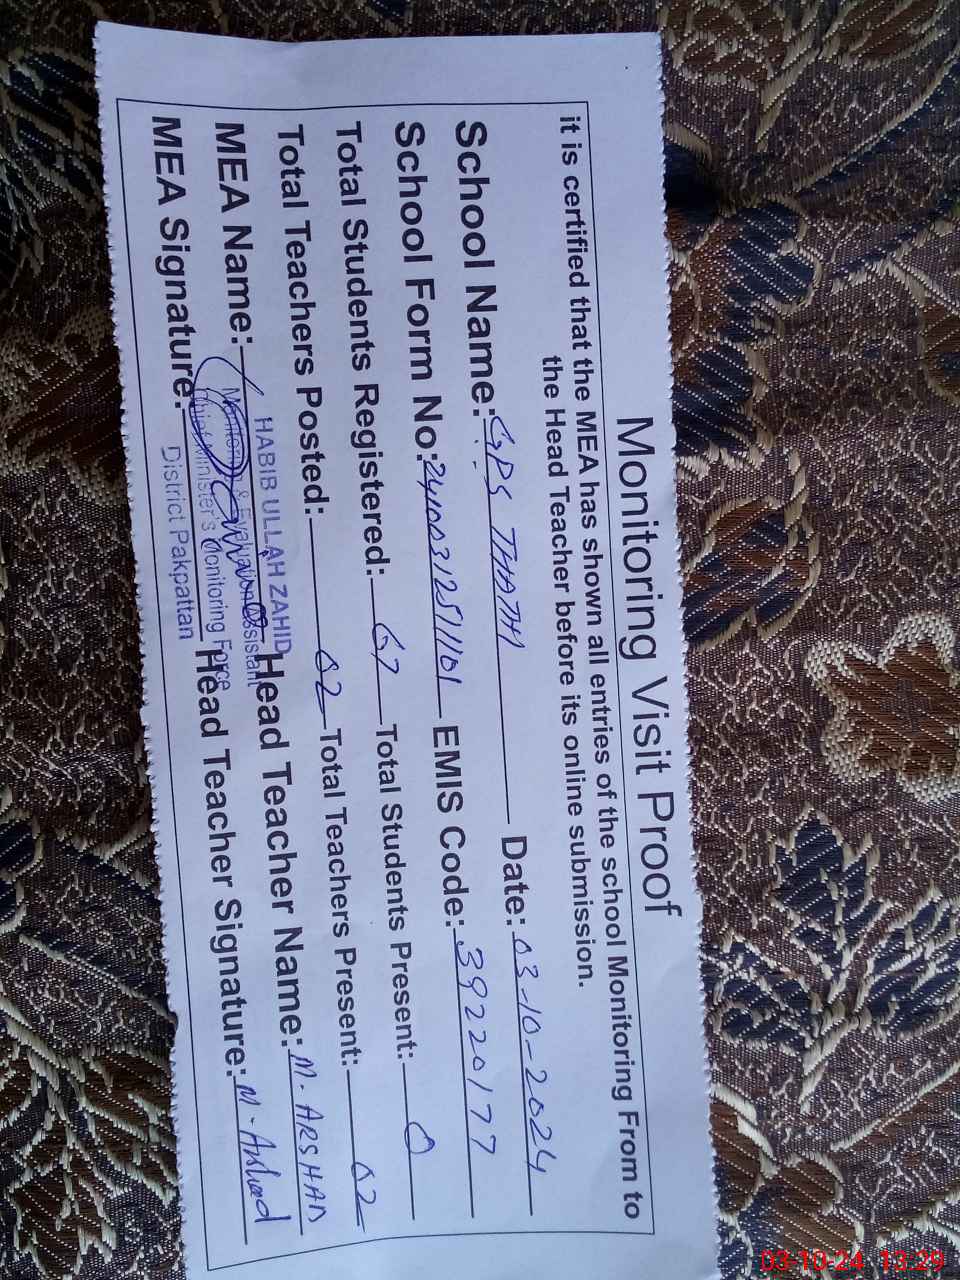 Monitoring Visit Proof
it is certified that the MEA has shown all entries of the school Monitoring From to
the Head Teacher before its online submission.
School Name: GPS THATHI Date: 03-10-2024
School Form No: 2410031251101 EMIS Code: 39220177
Total Students Registered: 67 Total Students Present: 0
Total Teachers Posted: 02 Total Teachers Present: 02
MEA Name: Head Teacher Name: M. ARSHAD
MEA Signature: Head Teacher Signature: M. Arshad
HABIB ULLAH ZAHID
Monitoring & Evaluation Assistant
Chief Minister's Monitoring Force
District Pakpattan
03-10-24 13:29